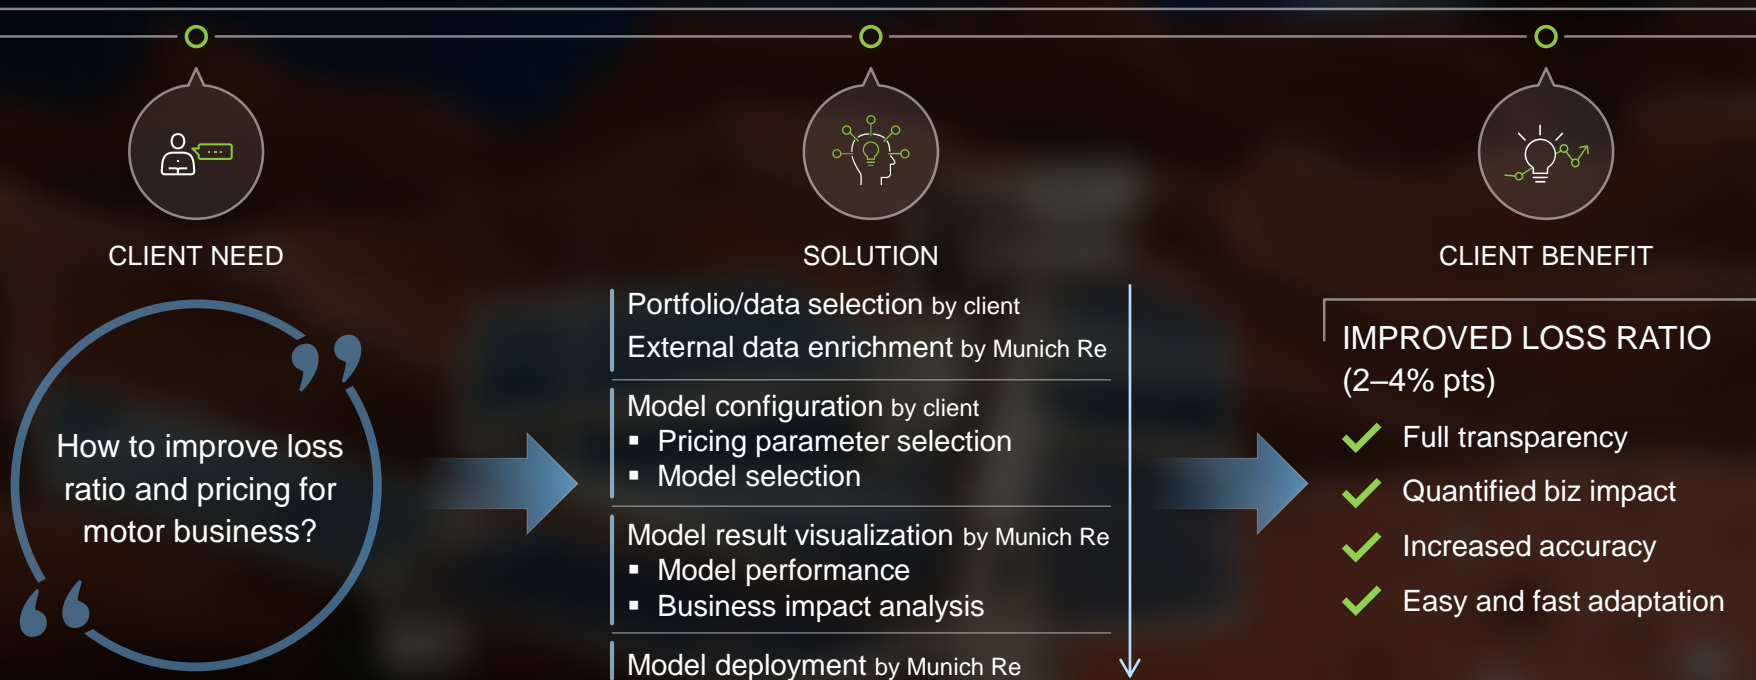 CLIENT NEED
How to improve loss
ratio and pricing for
motor business?
SOLUTION
Portfolio/data selection by client
External data enrichment by Munich Re
Model configuration by client
▪ Pricing parameter selection
▪ Model selection
Model result visualization by Munich Re
▪ Model performance
▪ Business impact analysis
Model deployment by Munich Re
CLIENT BENEFIT
IMPROVED LOSS RATIO
(2–4% pts)
Full transparency
Quantified biz impact
Increased accuracy
Easy and fast adaptation